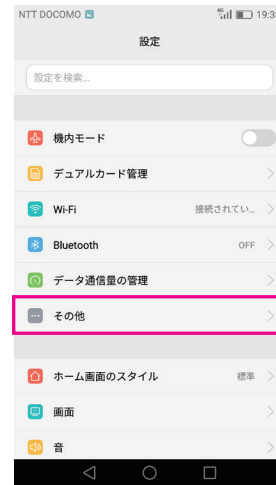 NTT DOCOMO 4G 19:3
設定
設定を検索...
機内モード
デュアルカード管理
Wi-Fi 接続されてい...
Bluetooth OFF
データ通信量の管理
その他
ホーム画面のスタイル 標準
画面
音